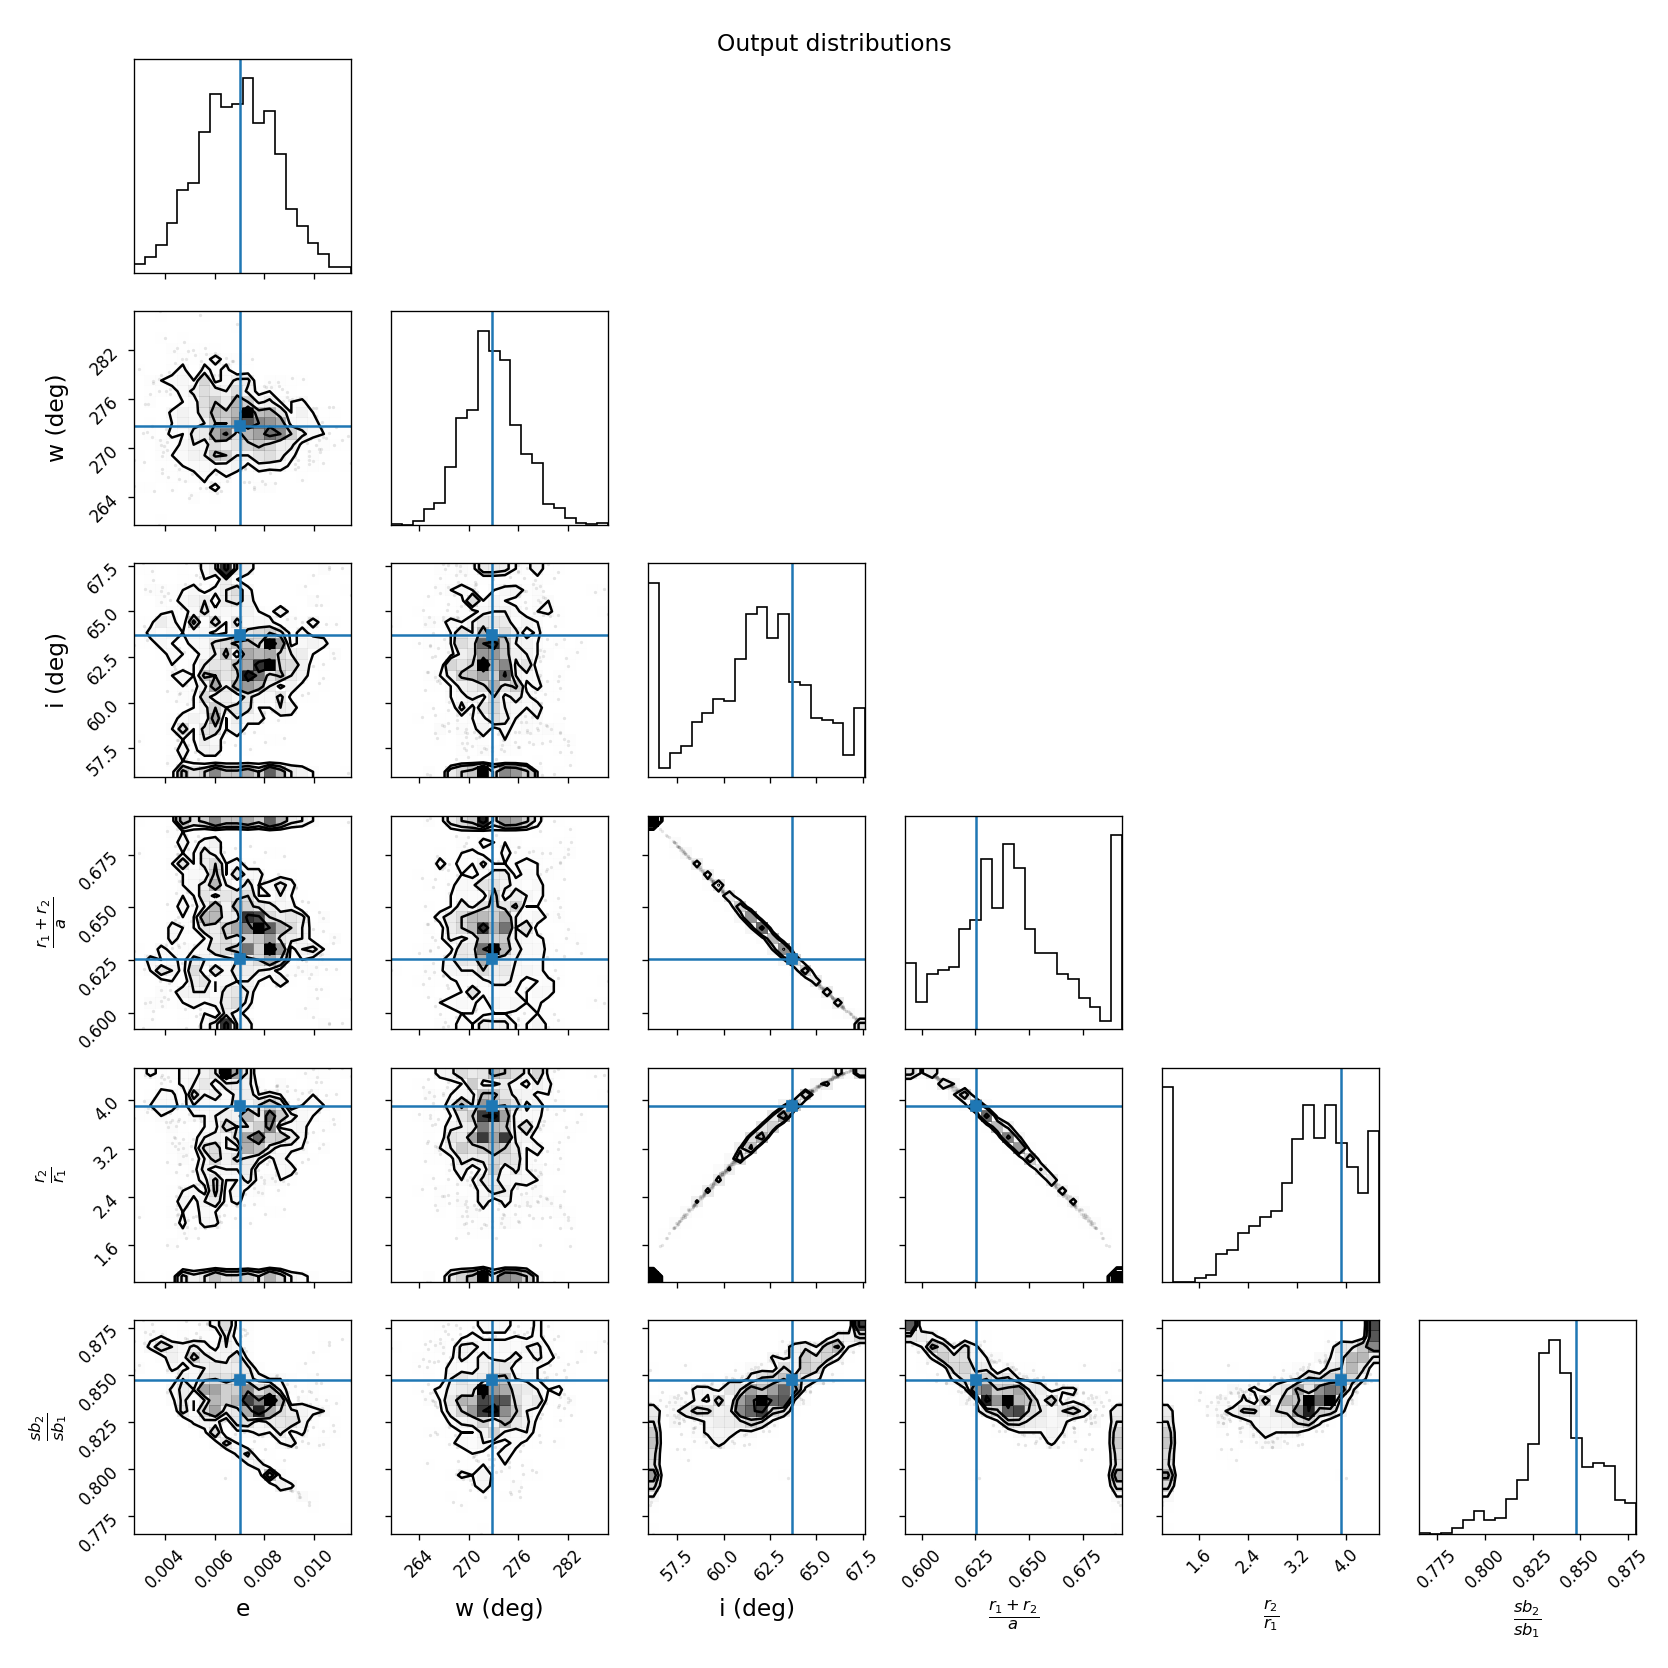 Output distributions
w (deg)
282
276
270
264
i (deg)
67.5
65.0
62.5
60.0
57.5
r₁ + r₂
a
0.675
0.650
0.625
0.600
r₂
r₁
4.0
3.2
2.4
1.6
sb₂
sb₁
0.875
0.850
0.825
0.800
0.775
0.004 0.006 0.008 0.010
264 270 276 282
57.5 60.0 62.5 65.0 67.5
0.600 0.625 0.650 0.675
1.6 2.4 3.2 4.0
0.775 0.800 0.825 0.850 0.875
e
w (deg)
i (deg)
r₁ + r₂
a
r₂
r₁
sb₂
sb₁